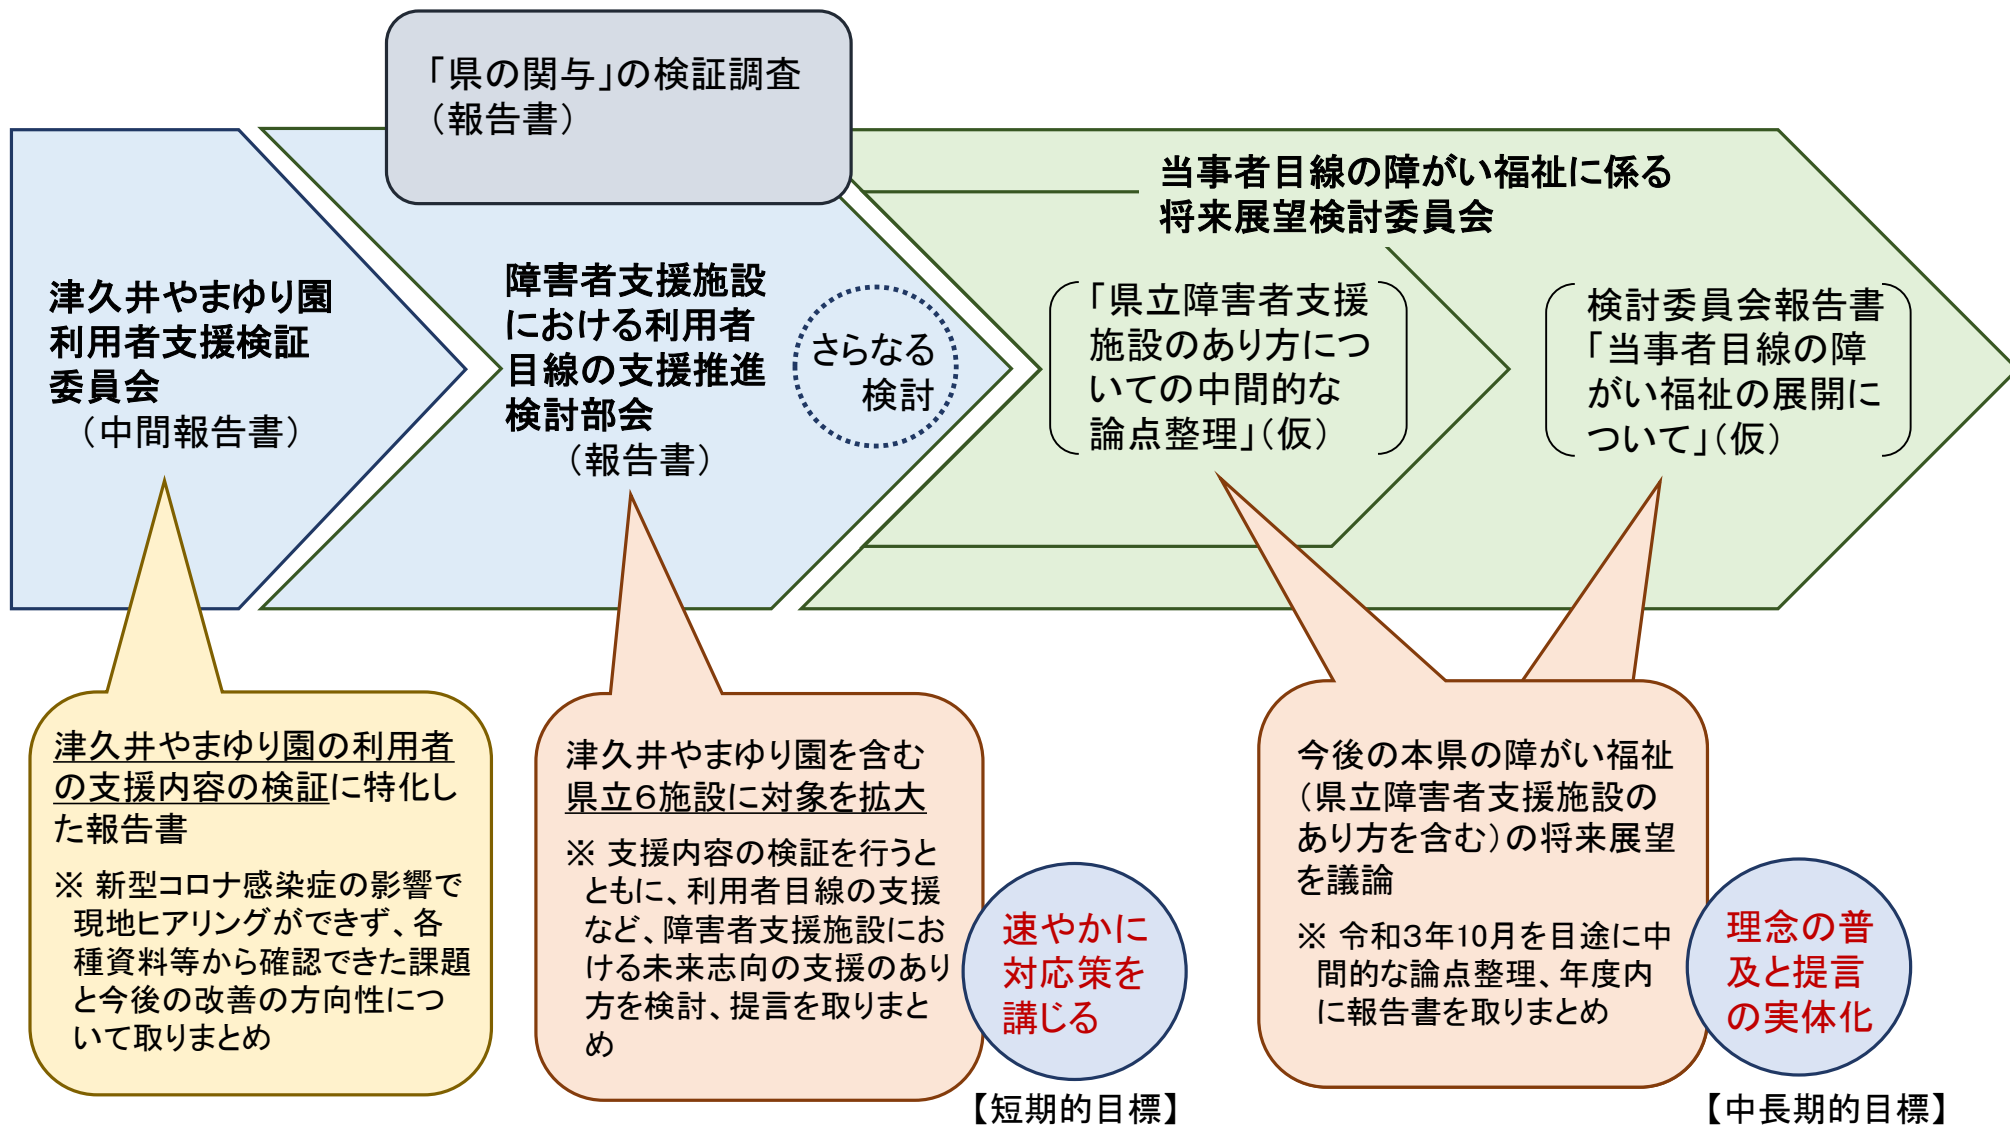 「県の関与」の検証調査
（報告書）
津久井やまゆり園
利用者支援検証
委員会
（中間報告書）
障害者支援施設
における利用者
目線の支援推進
検討部会
（報告書）
さらなる
検討
当事者目線の障がい福祉に係る
将来展望検討委員会
「県立障害者支援
施設のあり方につ
いての中間的な
論点整理」（仮）
検討委員会報告書
「当事者目線の障
がい福祉の展開に
ついて」（仮）
津久井やまゆり園の利用者
の支援内容の検証に特化し
た報告書
※ 新型コロナ感染症の影響で
現地ヒアリングができず、各
種資料等から確認できた課題
と今後の改善の方向性につ
いて取りまとめ
津久井やまゆり園を含む
県立６施設に対象を拡大
※ 支援内容の検証を行うと
ともに、利用者目線の支援
など、障害者支援施設にお
ける未来志向の支援のあり
方を検討、提言を取りまと
め
速やかに
対応策を
講じる
【短期的目標】
今後の本県の障がい福祉
（県立障害者支援施設の
あり方を含む）の将来展望
を議論
※ 令和３年10月を目途に中
間的な論点整理、年度内
に報告書を取りまとめ
理念の普
及と提言
の実体化
【中長期的目標】